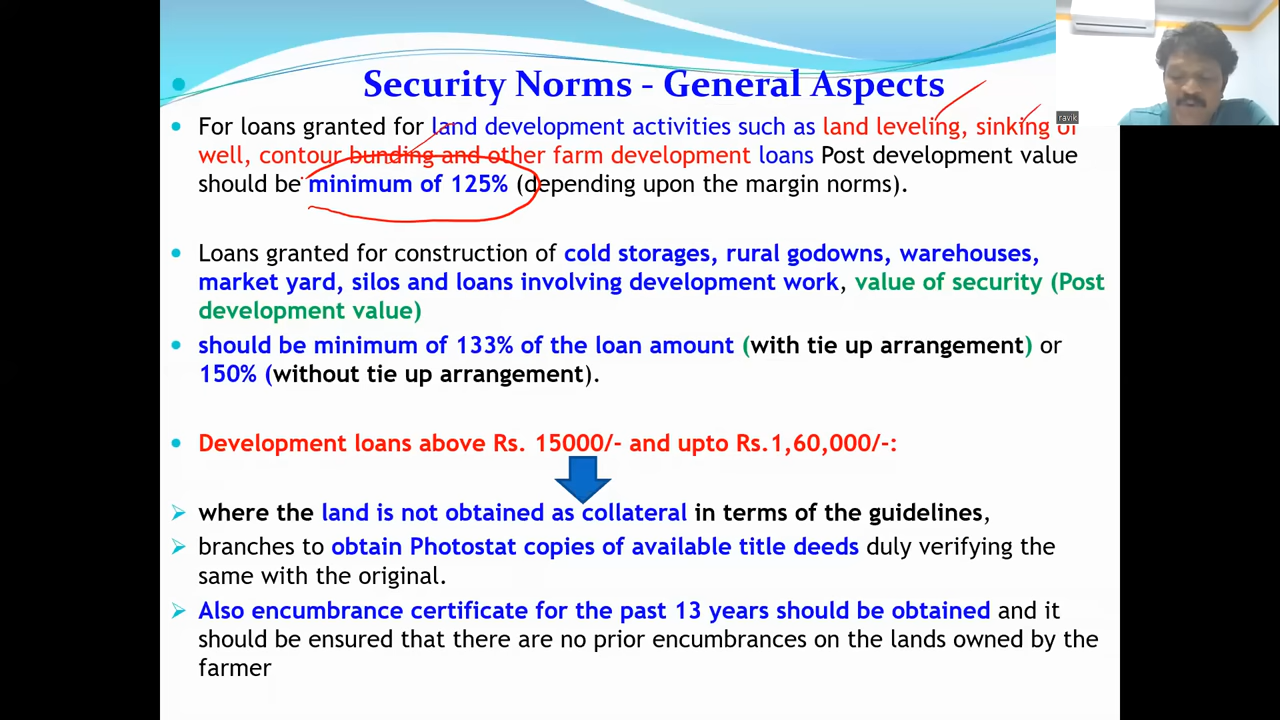 Security Norms - General Aspects
ravik
For loans granted for land development activities such as land leveling, sinking of
well, contour bunding and other farm development loans Post development value
should be minimum of 125% (depending upon the margin norms).
Loans granted for construction of cold storages, rural godowns, warehouses,
market yard, silos and loans involving development work, value of security (Post
development value)
should be minimum of 133% of the loan amount (with tie up arrangement) or
150% (without tie up arrangement).
Development loans above Rs. 15000/- and upto Rs.1,60,000/-:
where the land is not obtained as collateral in terms of the guidelines,
branches to obtain Photostat copies of available title deeds duly verifying the
same with the original.
Also encumbrance certificate for the past 13 years should be obtained and it
should be ensured that there are no prior encumbrances on the lands owned by the
farmer